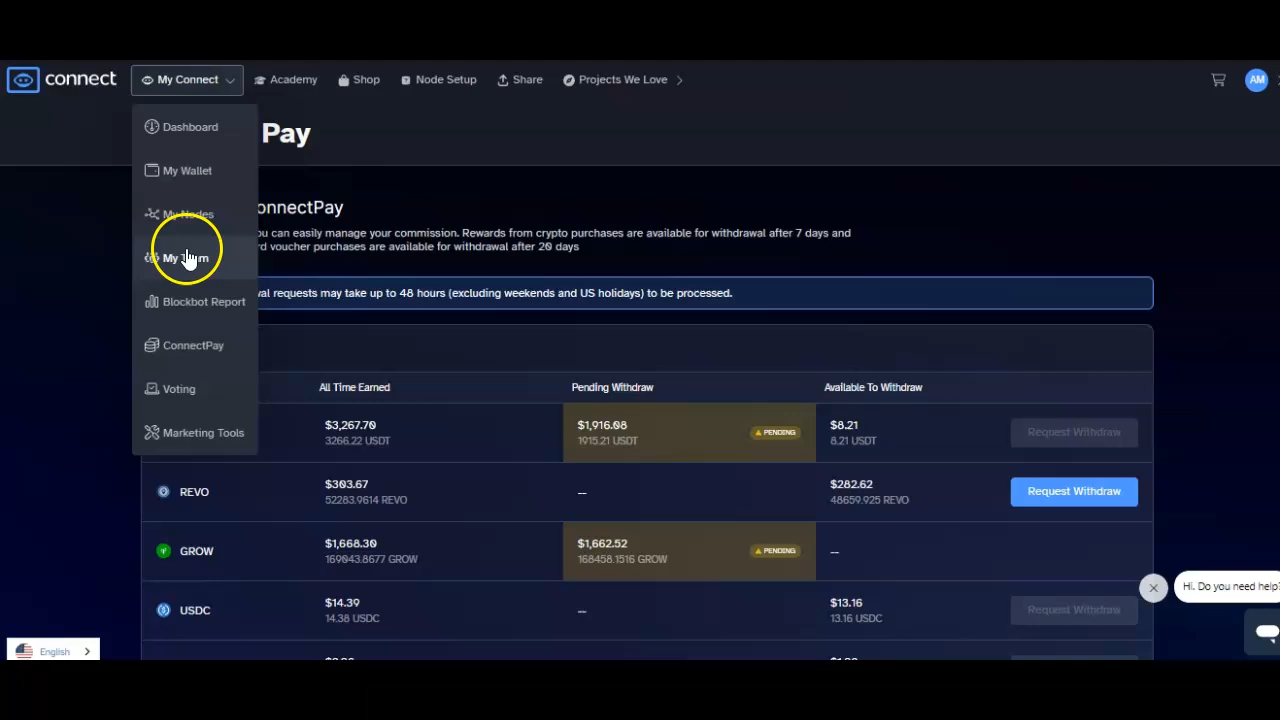 connect
My Connect
Academy
Shop
Node Setup
Share
Projects We Love
AM
Dashboard
My Wallet
My Nodes
My
Blockbot Report
ConnectPay
Voting
Marketing Tools
Pay
onnectPay
ou can easily manage your commission. Rewards from crypto purchases are available for withdrawal after 7 days and
rd voucher purchases are available for withdrawal after 20 days
val requests may take up to 48 hours (excluding weekends and US holidays) to be processed.
All Time Earned
Pending Withdraw
Available To Withdraw
$3,267.70
3266.22 USDT
$1,916.08
1915.21 USDT
PENDING
$8.21
8.21 USDT
Request Withdraw
REVO
$303.67
52283.9614 REVO
--
$282.62
48659.925 REVO
Request Withdraw
GROW
$1,668.30
169043.8677 GROW
$1,662.52
168458.1516 GROW
PENDING
--
USDC
$14.39
14.38 USDC
--
$13.16
13.16 USDC
Request Withdraw
Hi. Do you need help?
English